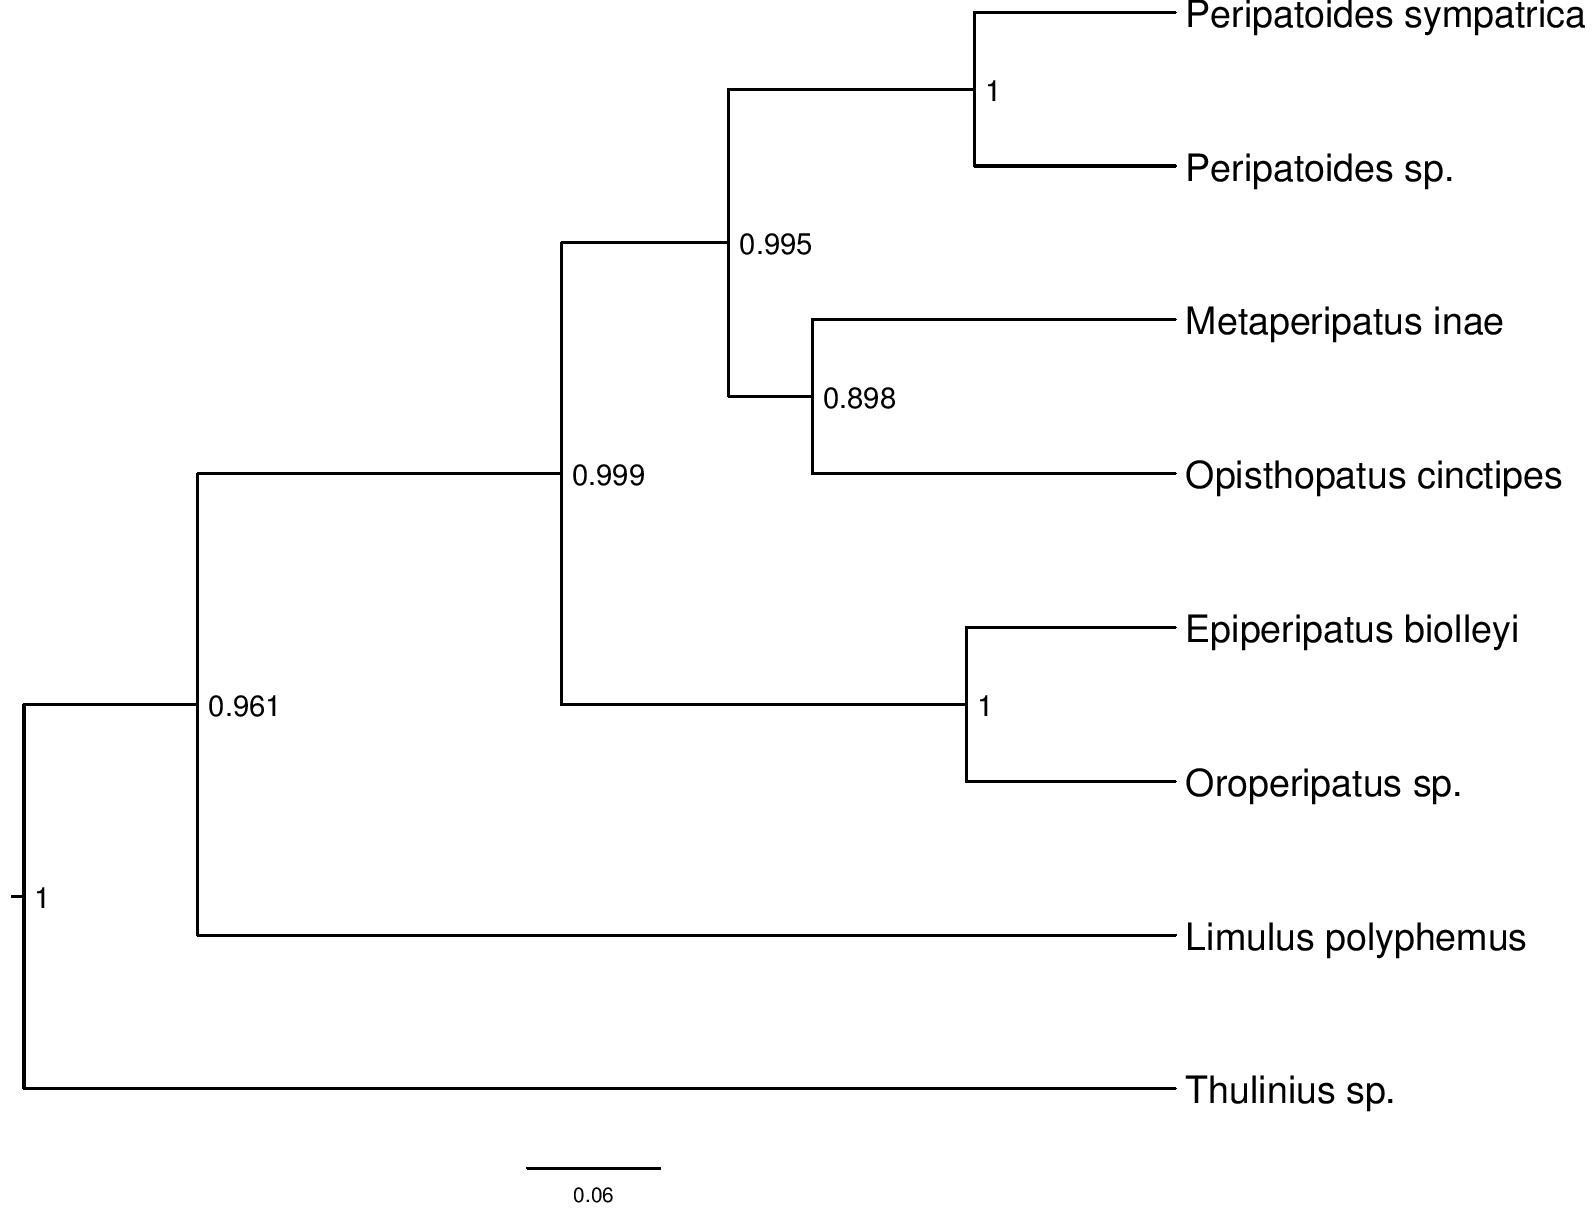 Peripatoides sympatrica
1
Peripatoides sp.
0.995
Metaperipatus inae
0.898
Opisthopatus cinctipes
0.999
Epiperipatus biolleyi
0.961
1
Oroperipatus sp.
1
Limulus polyphemus
Thulinius sp.
0.06